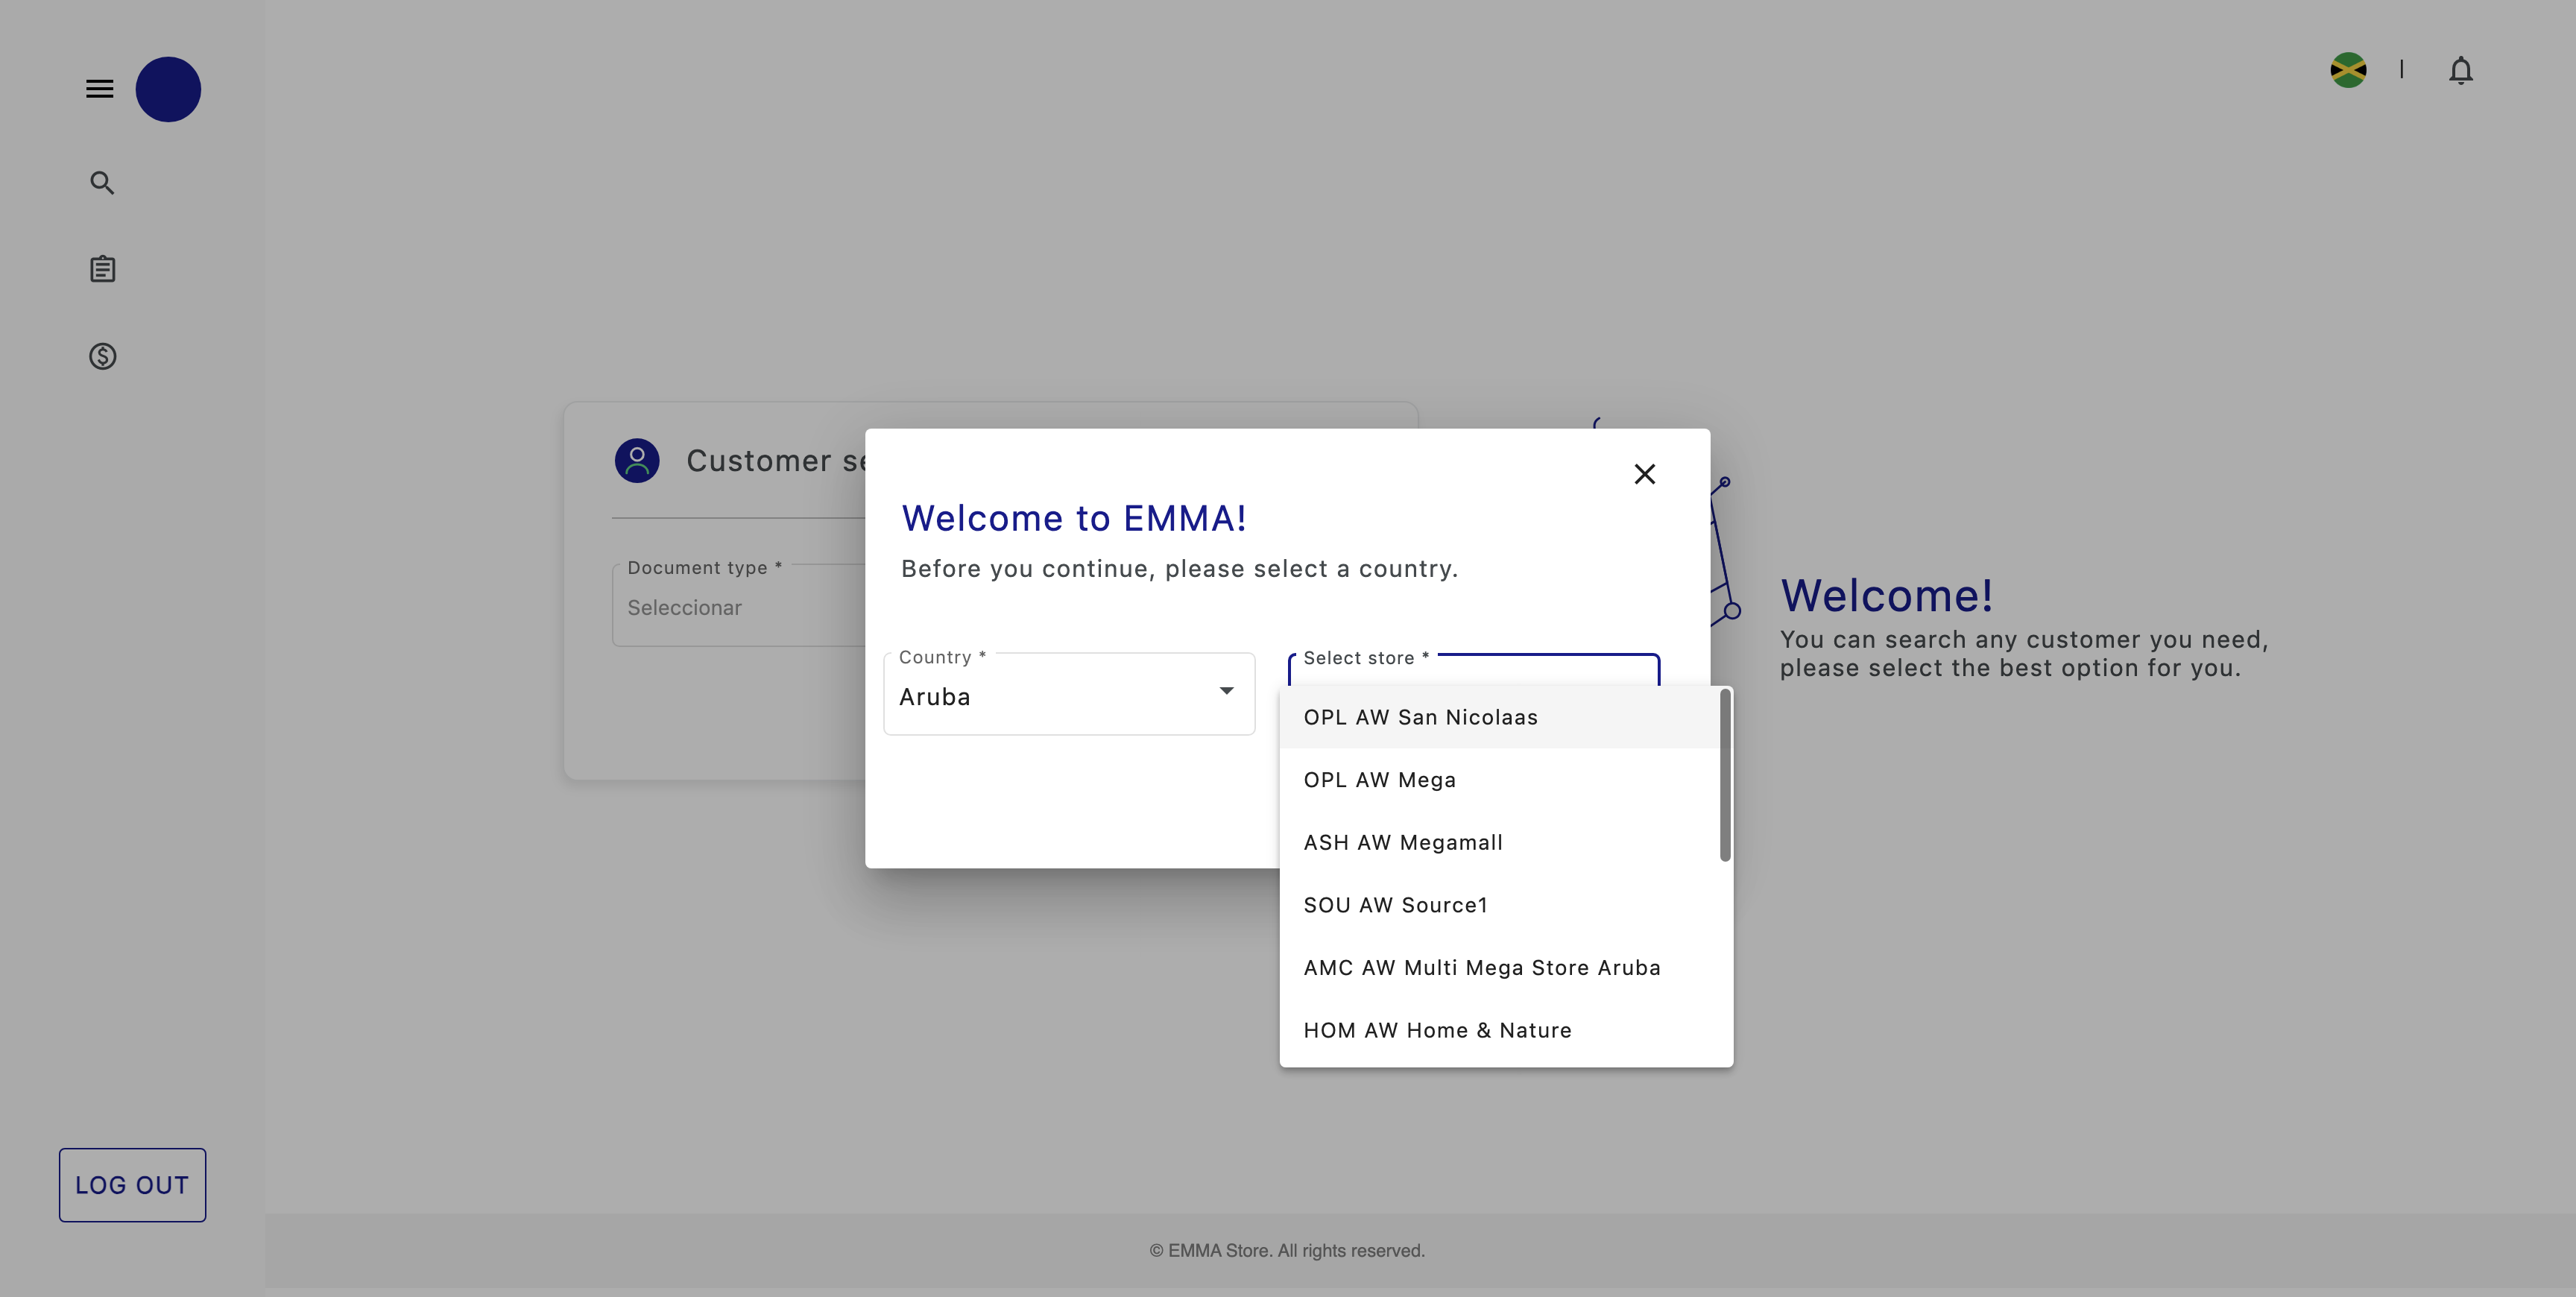 Customer
Document type *
Seleccionar
Welcome to EMMA!
Before you continue, please select a country.
Country *
Aruba
Select store *
OPL AW San Nicolaas
OPL AW Mega
ASH AW Megamall
SOU AW Source1
AMC AW Multi Mega Store Aruba
HOM AW Home & Nature
Welcome!
You can search any customer you need,
please select the best option for you.
LOG OUT
© EMMA Store. All rights reserved.